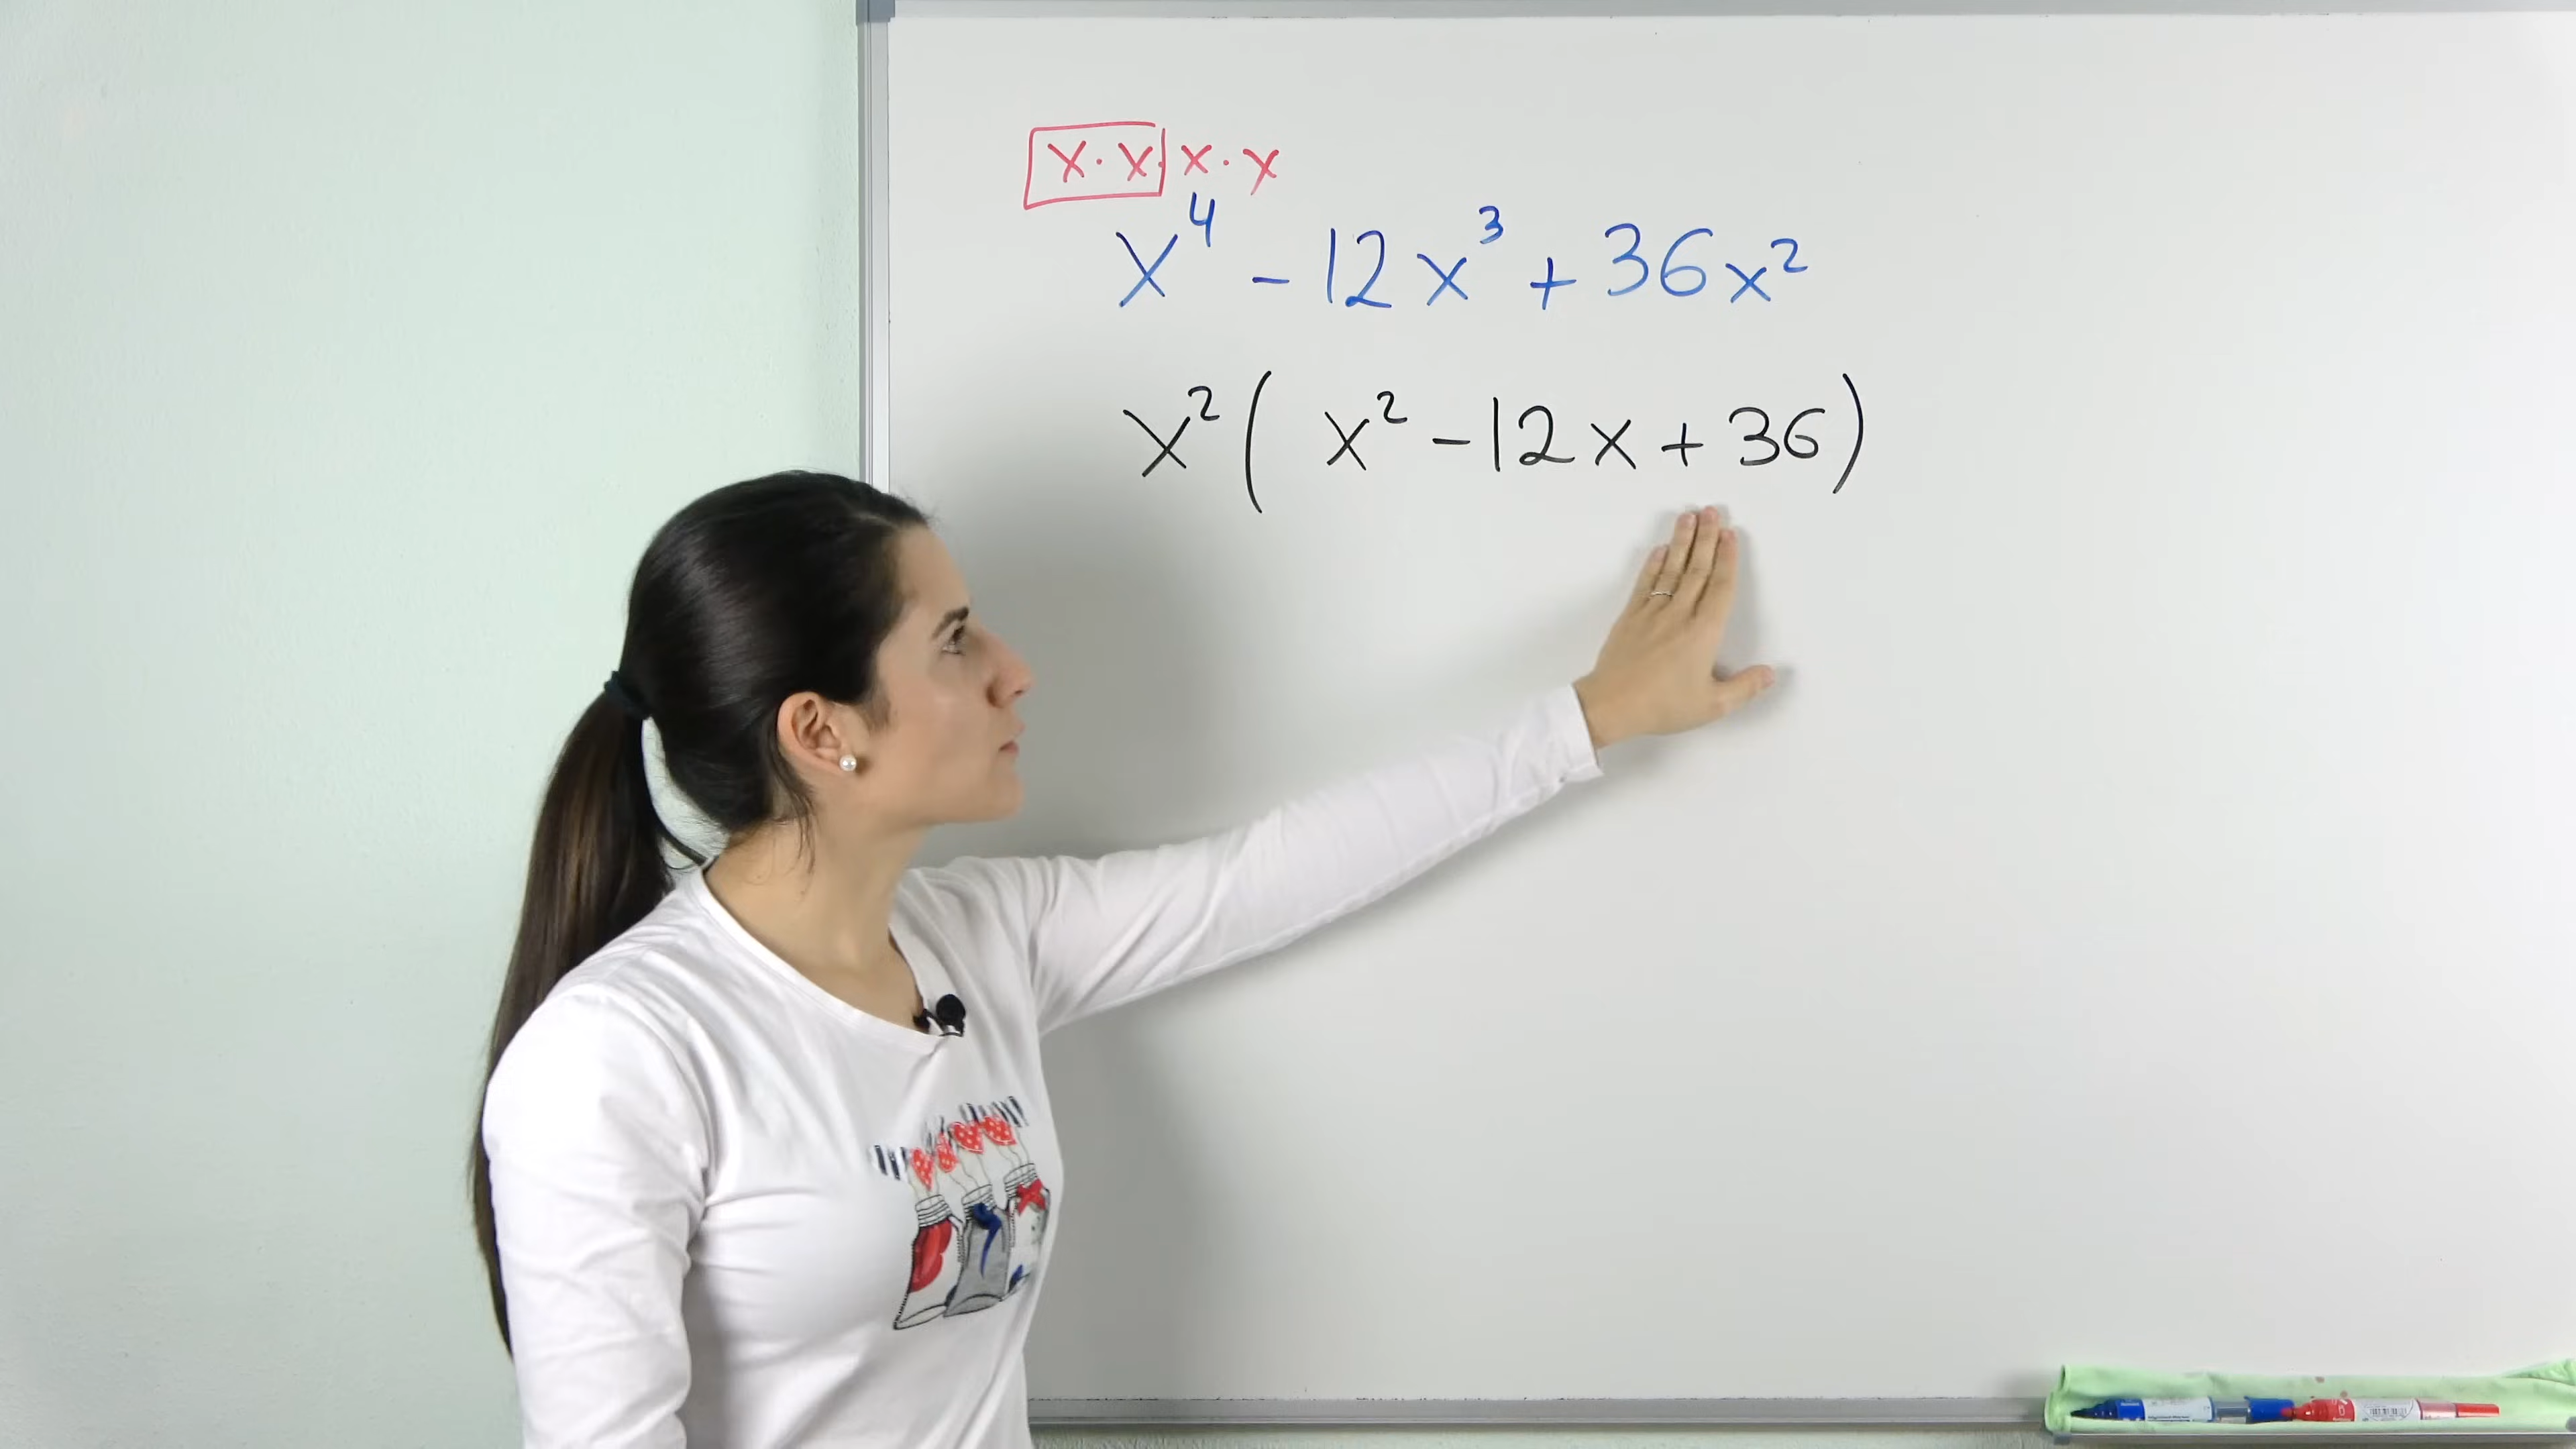 x · x · x · x
x⁴ - 12x³ + 36x²
x² ( x² - 12x + 36 )